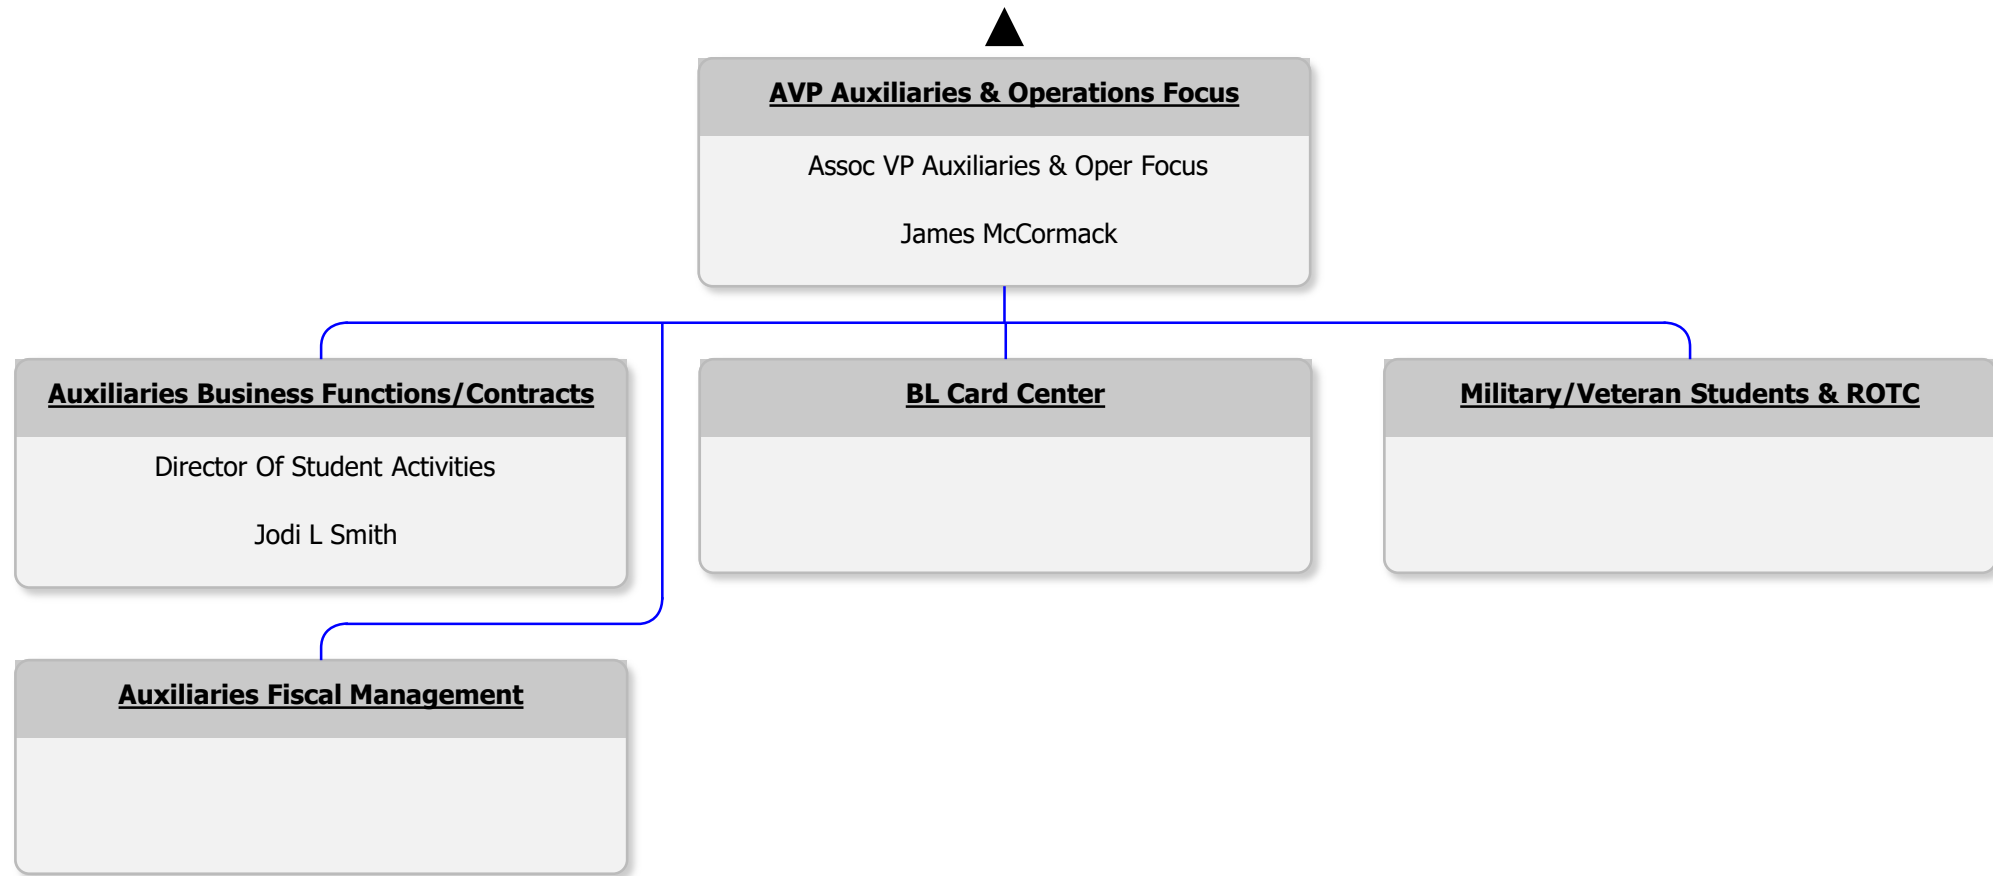 AVP Auxiliaries & Operations Focus
Assoc VP Auxiliaries & Oper Focus
James McCormack
Auxiliaries Business Functions/Contracts
Director Of Student Activities
Jodi L Smith
BL Card Center
Military/Veteran Students & ROTC
Auxiliaries Fiscal Management